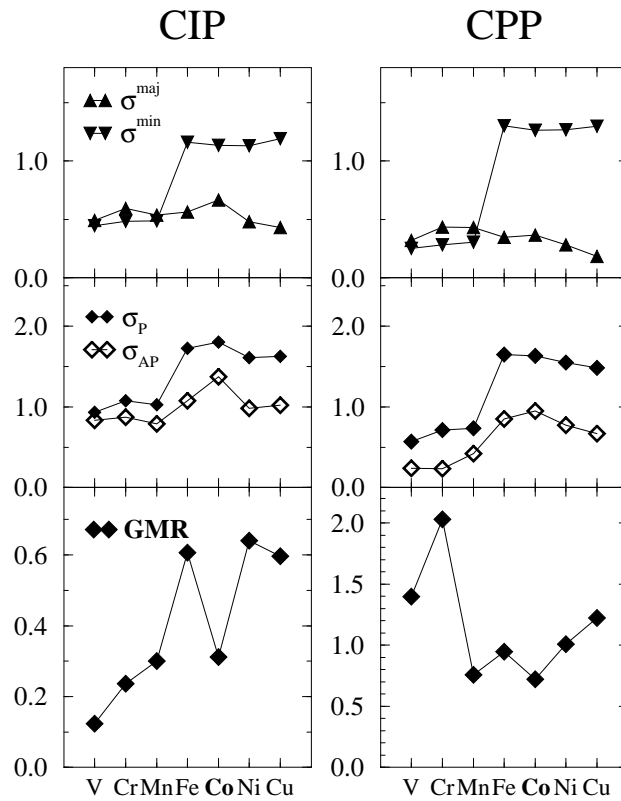 CIP CPP
σ^maj
σ^min
1.0 1.0
0.0 0.0
σ_P
σ_AP
2.0 2.0
1.0 1.0
0.0 0.0
GMR
0.6 2.0
0.4 1.5
0.2 1.0
0.0 0.5
0.0
V Cr Mn Fe Co Ni Cu V Cr Mn Fe Co Ni Cu